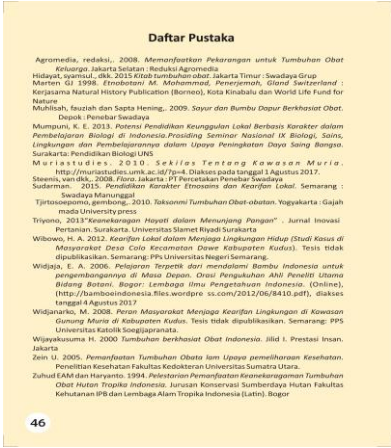 Daftar Pustaka
Agromedia, redaksi,. 2008. Memanfaatkan Pekarangan untuk Tumbuhan Obat
Keluarga. Jakarta Selatan : Reduksi Agromedia
Hidayat, syamsul., dkk. 2015 Kitab tumbuhan obat. Jakarta Timur : Swadaya Grup
Marten GJ 1998. Etnobotani M. Mohammad, Penerjemah, Gland Switzerland :
Kerjasama Natural History Publication (Borneo), Kota Kinabalu dan World Life Fund for
Nature
Muhlisah, fauziah dan Sapta Hening,. 2009. Sayur dan Bumbu Dapur Berkhasiat Obat.
Depok : Penebar Swadaya
Mumpuni, K. E. 2013. Potensi Pendidikan Keunggulan Lokal Berbasis Karakter dalam
Pembelajaran Biologi di Indonesia.Prosiding Seminar Nasional IX Biologi, Sains,
Lingkungan dan Pembelajarannya dalam Upaya Peningkatan Daya Saing Bangsa.
Surakarta: Pendidikan Biologi UNS
Muriastudies. 2010. Sekilas Tentang Kawasan Muria.
http://muriastudies.umk.ac.id/?p=4. Diakses pada tanggal 1 Agustus 2017.
Steenis, van dkk,. 2008. Flora. Jakarta : PT Percetakan Penebar Swadaya
Sudarman. 2015. Pendidikan Karakter Etnosains dan Kearifan Lokal. Semarang :
Swadaya Manunggal
Tjirtosoepomo, gembong,. 2010. Taksonmi Tumbuhan Obat-obatan. Yogyakarta : Gajah
mada University press
Triyono, 2013"Keanekaragan Hayati dalam Menunjang Pangan" . Jurnal Inovasi
Pertanian. Surakarta. Universitas Slamet Riyadi Surakarta
Wibowo, H. A. 2012. Kearifan Lokal dalam Menjaga Lingkungan Hidup (Studi Kasus di
Masyarakat Desa Colo Kecamatan Dawe Kabupaten Kudus). Tesis tidak
dipublikasikan. Semarang: PPs Universitas Negeri Semarang.
Widjaja, E. A. 2006. Pelajaran Terpetik dari mendalami Bambu Indonesia untuk
pengembangannya di Masa Depan. Orasi Pengukuhan Ahli Peneliti Utama
Bidang Botani. Bogor: Lembaga Ilmu Pengetahuan Indonesia. (Online),
(http://bamboeindonesia.files.wordpre ss.com/2012/06/8410.pdf), diakses
tanggal 4 Agustus 2017
Widjanarko, M. 2008. Peran Masyarakat Menjaga Kearifan Lingkungan di Kawasan
Gunung Muria di Kabupaten Kudus. Tesis tidak dipublikasikan. Semarang: PPS
Universitas Katolik Soegijapranata.
Wijayakusuma H. 2000 Tumbuhan berkhasiat Obat Indonesia. Jilid I. Prestasi Insan.
Jakarta
Zein U. 2005. Pemanfaatan Tumbuhan Obata lam Upaya pemeliharaan Kesehatan.
Penelitian Kesehatan Fakultas Kedokteran Universitas Sumatra Utara.
Zuhud EAM dan Haryanto. 1994. Pelestarian Pemanfaatan Keanekaragaman Tumbuhan
Obat Hutan Tropika Indonesia. Jurusan Konservasi Sumberdaya Hutan Fakultas
Kehutanan IPB dan Lembaga Alam Tropika Indonesia (Latin). Bogor
46